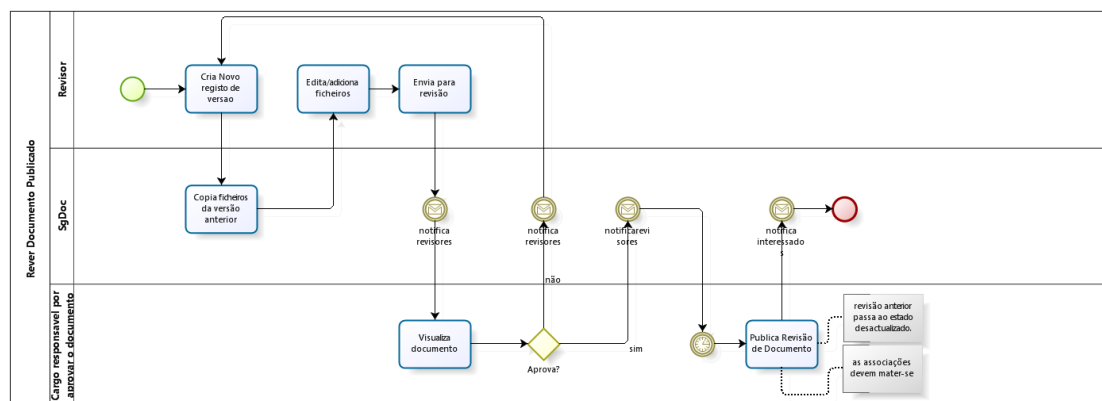 Rever Documento Publicado
Revisor
Cria Novo
registo de
versao
Edita/adiciona
ficheiros
Envia para
revisão
SgDoc
Copia ficheiros
da versão
anterior
notifica
revisores
notifica
revisores
notificarevi
sores
notifica
interessado
s
não
Cargo responsavel por
aprovar o documento
Visualiza
documento
Aprova?
sim
Publica Revisão
de Documento
revisão anterior
passa ao estado
desactualizado.
as associações
devem mater-se